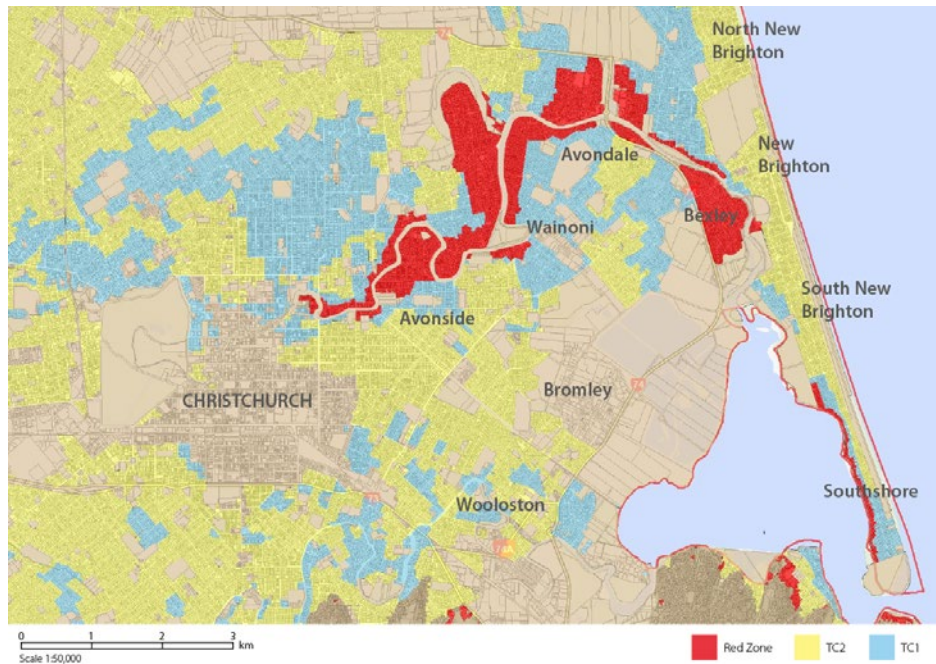 North New
Brighton
New
Brighton
Avondale
Bexley
Wainoni
South New
Brighton
Avonside
Bromley
74
CHRISTCHURCH
Southshore
Wooloston
0 1 2 3
km
Scale 1:50,000
Red Zone
TC2
TC1